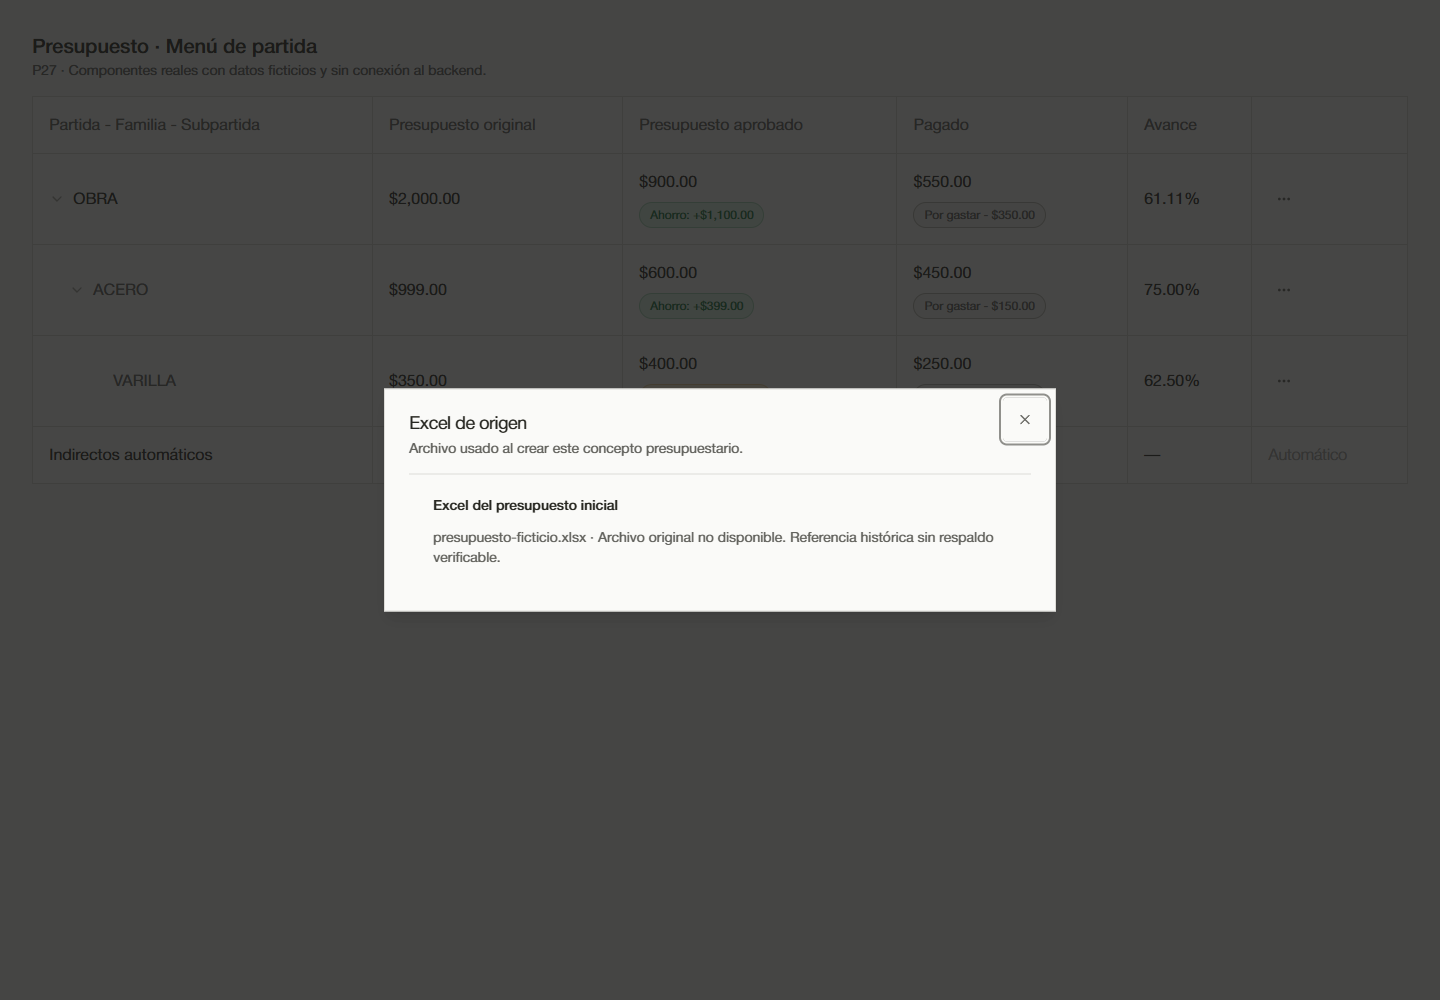 Presupuesto · Menú de partida
P27 · Componentes reales con datos ficticios y sin conexión al backend.
Partida - Familia - Subpartida
Presupuesto original
Presupuesto aprobado
Pagado
Avance
OBRA
$2,000.00
$900.00
Ahorro: +$1,100.00
$550.00
Por gastar - $350.00
61.11%
...
ACERO
$999.00
$600.00
Ahorro: +$399.00
$450.00
Por gastar - $150.00
75.00%
...
VARILLA
$350.00
$400.00
$250.00
62.50%
...
Indirectos automáticos
—
Automático
Excel de origen
Archivo usado al crear este concepto presupuestario.
Excel del presupuesto inicial
presupuesto-ficticio.xlsx · Archivo original no disponible. Referencia histórica sin respaldo
verificable.